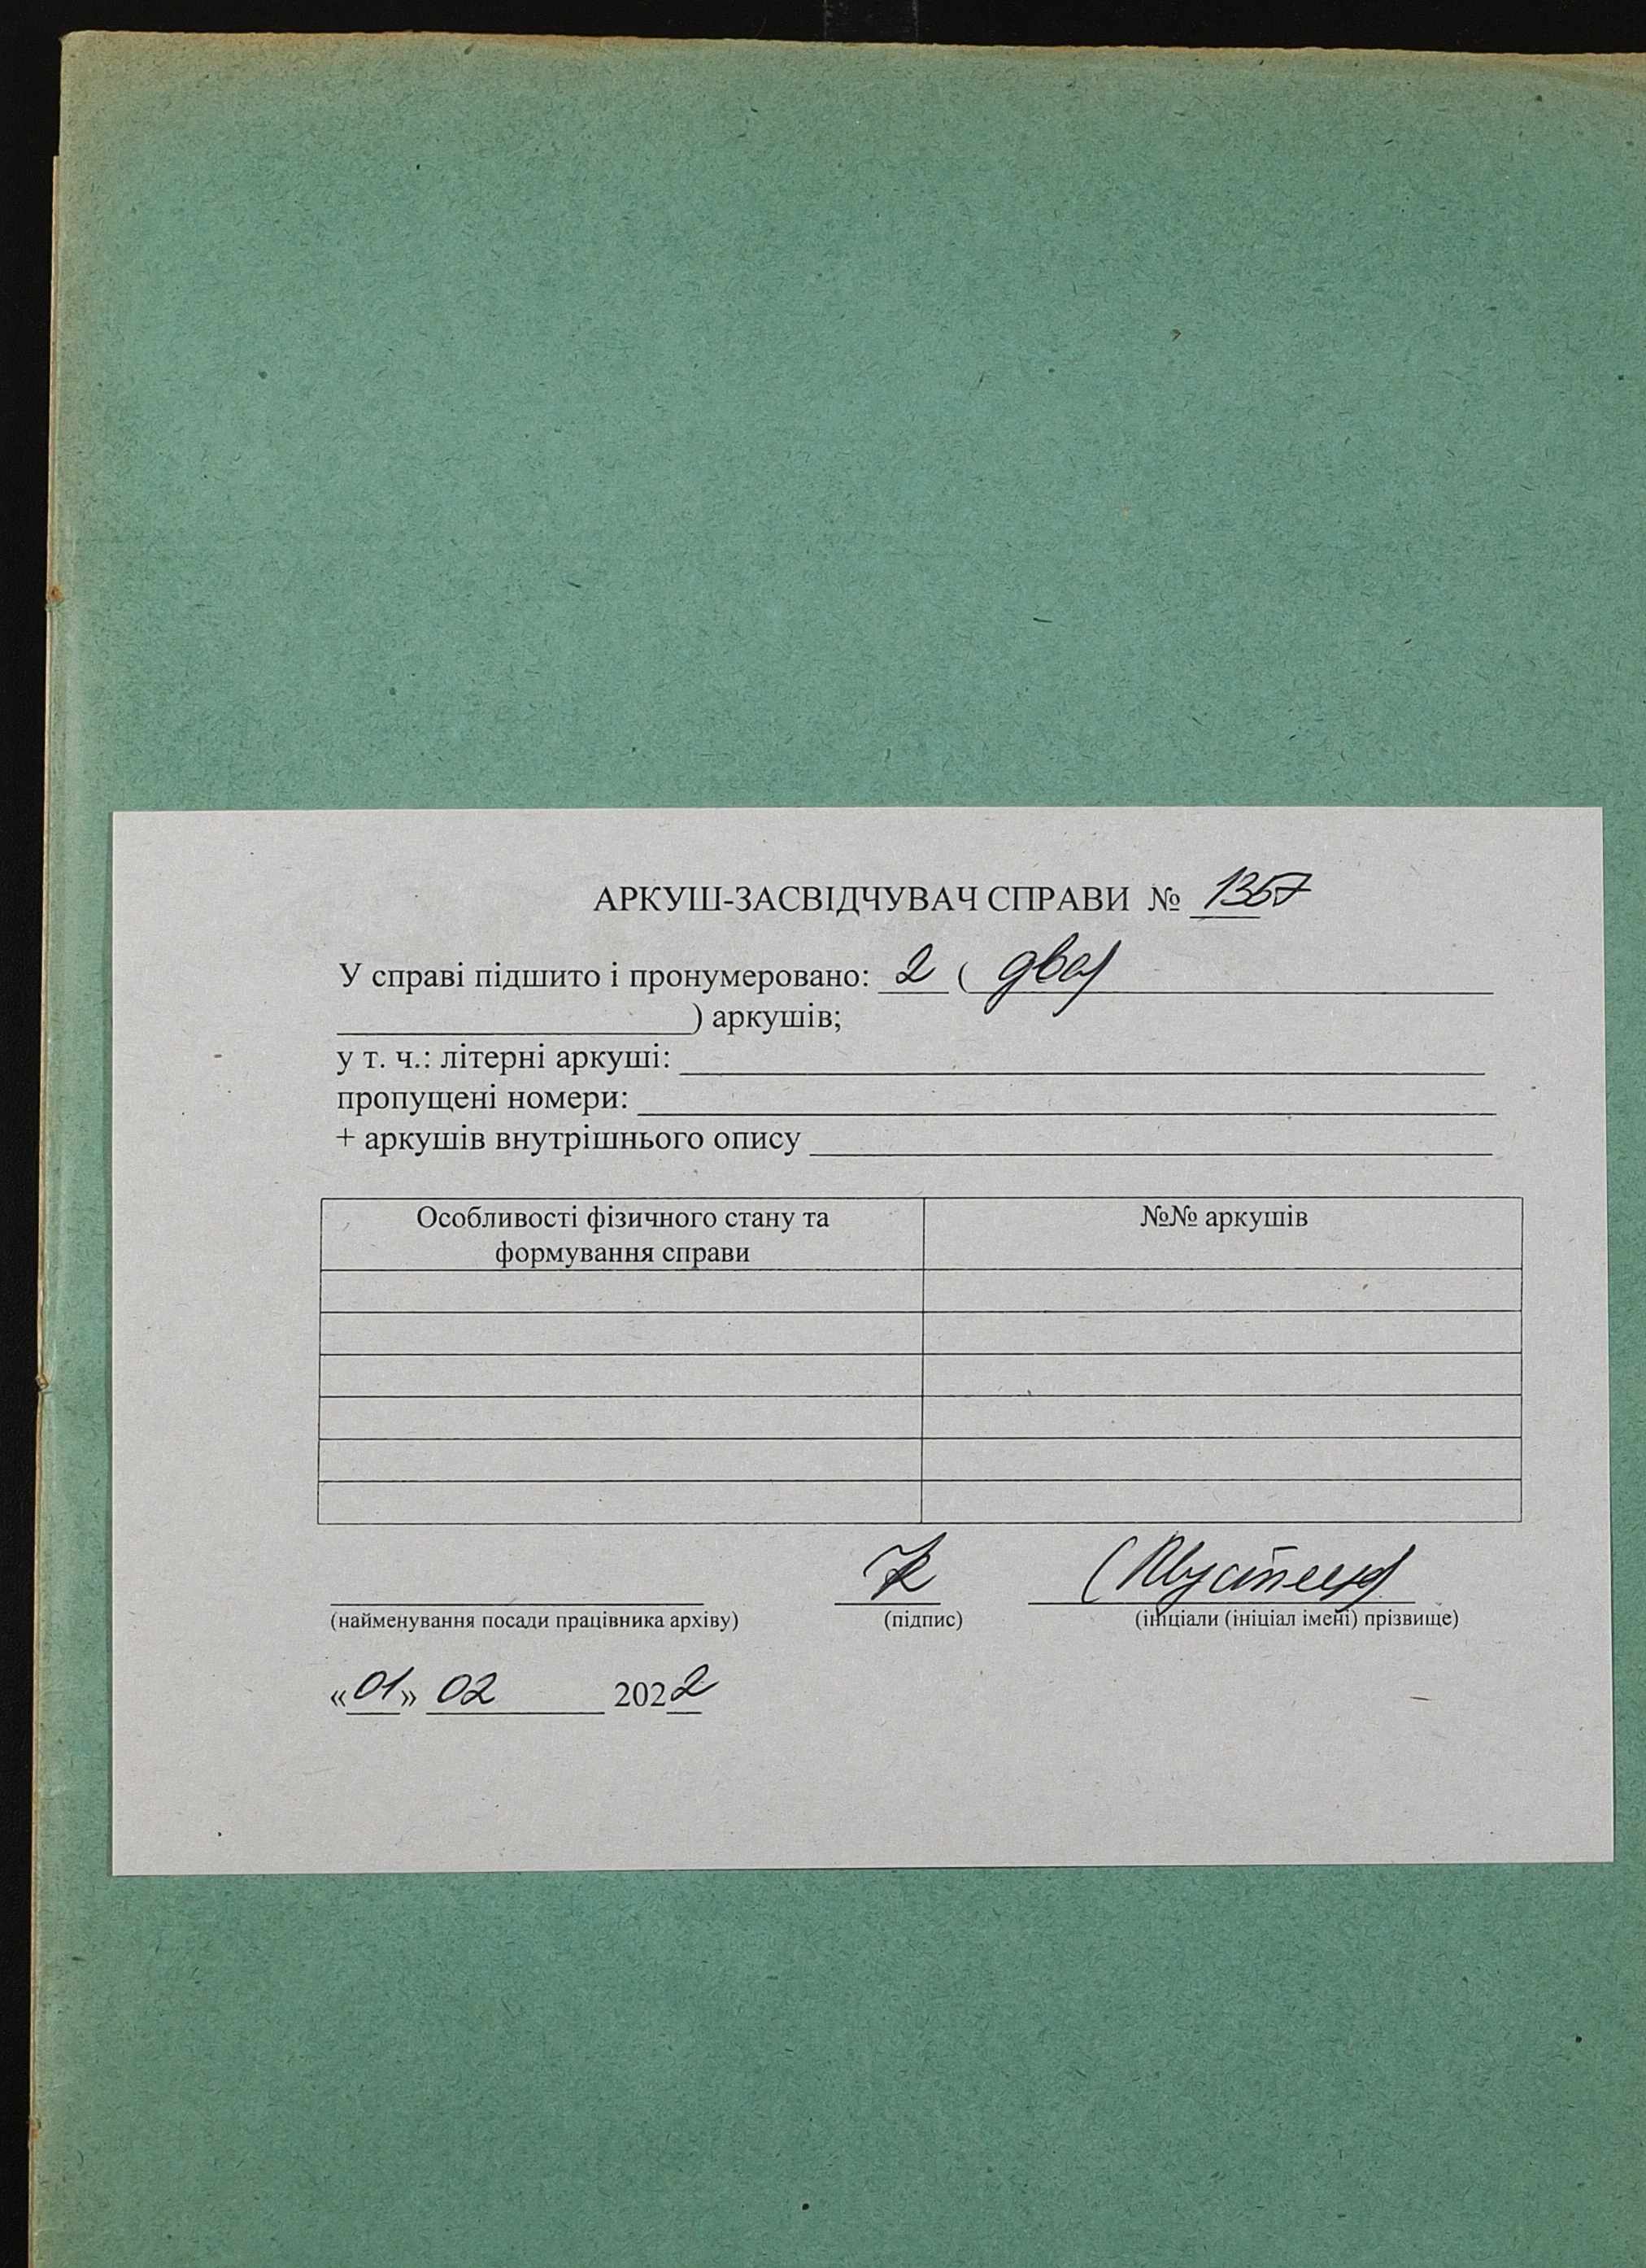 АРКУШ-ЗАСВІДЧУВАЧ СПРАВИ № 1357
У справі підшито і пронумеровано: 2 ( два)
) аркушів;
у т. ч.: літерні аркуші:
пропущені номери:
+ аркушів внутрішнього опису
Особливості фізичного стану та
формування справи
№№ аркушів
(найменування посади працівника архіву)
(підпис)
(ініціали (ініціал імені) прізвище)
«01» 02 2022